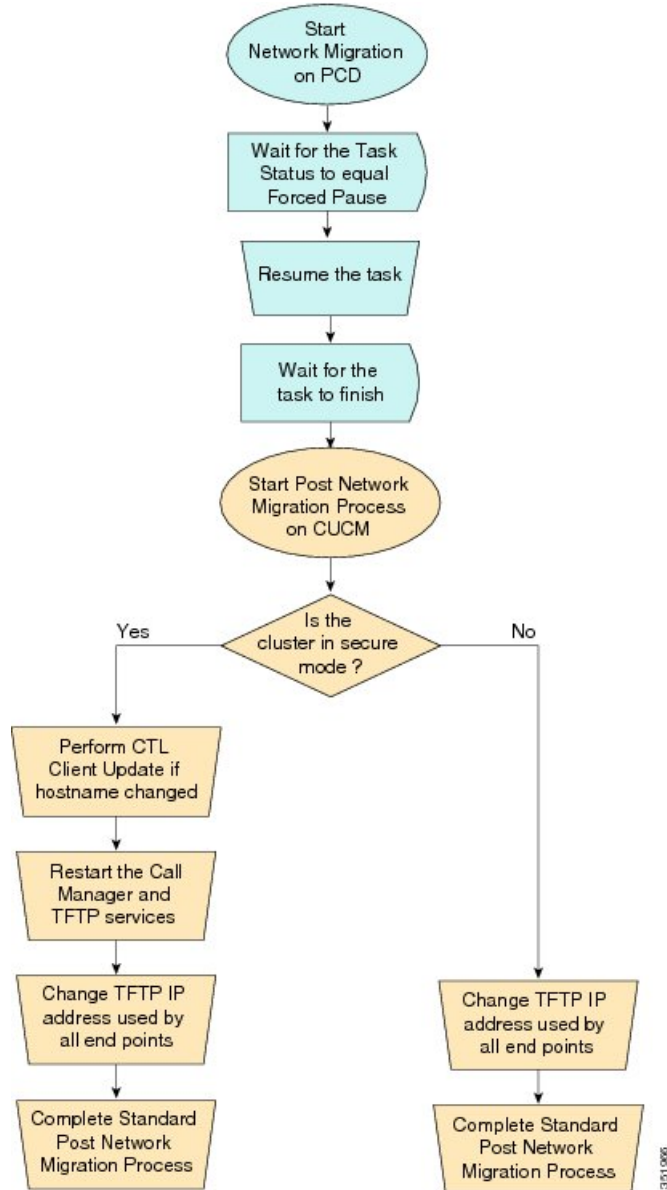 Start
Network Migration
on PCD
Wait for the Task
Status to equal
Forced Pause
Resume the task
Wait for the
task to finish
Start Post Network
Migration Process
on CUCM
Is the
cluster in secure
mode ?
Yes
No
Perform CTL
Client Update if
hostname changed
Restart the Call
Manager and
TFTP services
Change TFTP IP
address used by
all end points
Complete Standard
Post Network
Migration Process
Change TFTP IP
address used by
all end points
Complete Standard
Post Network
Migration Process
351966